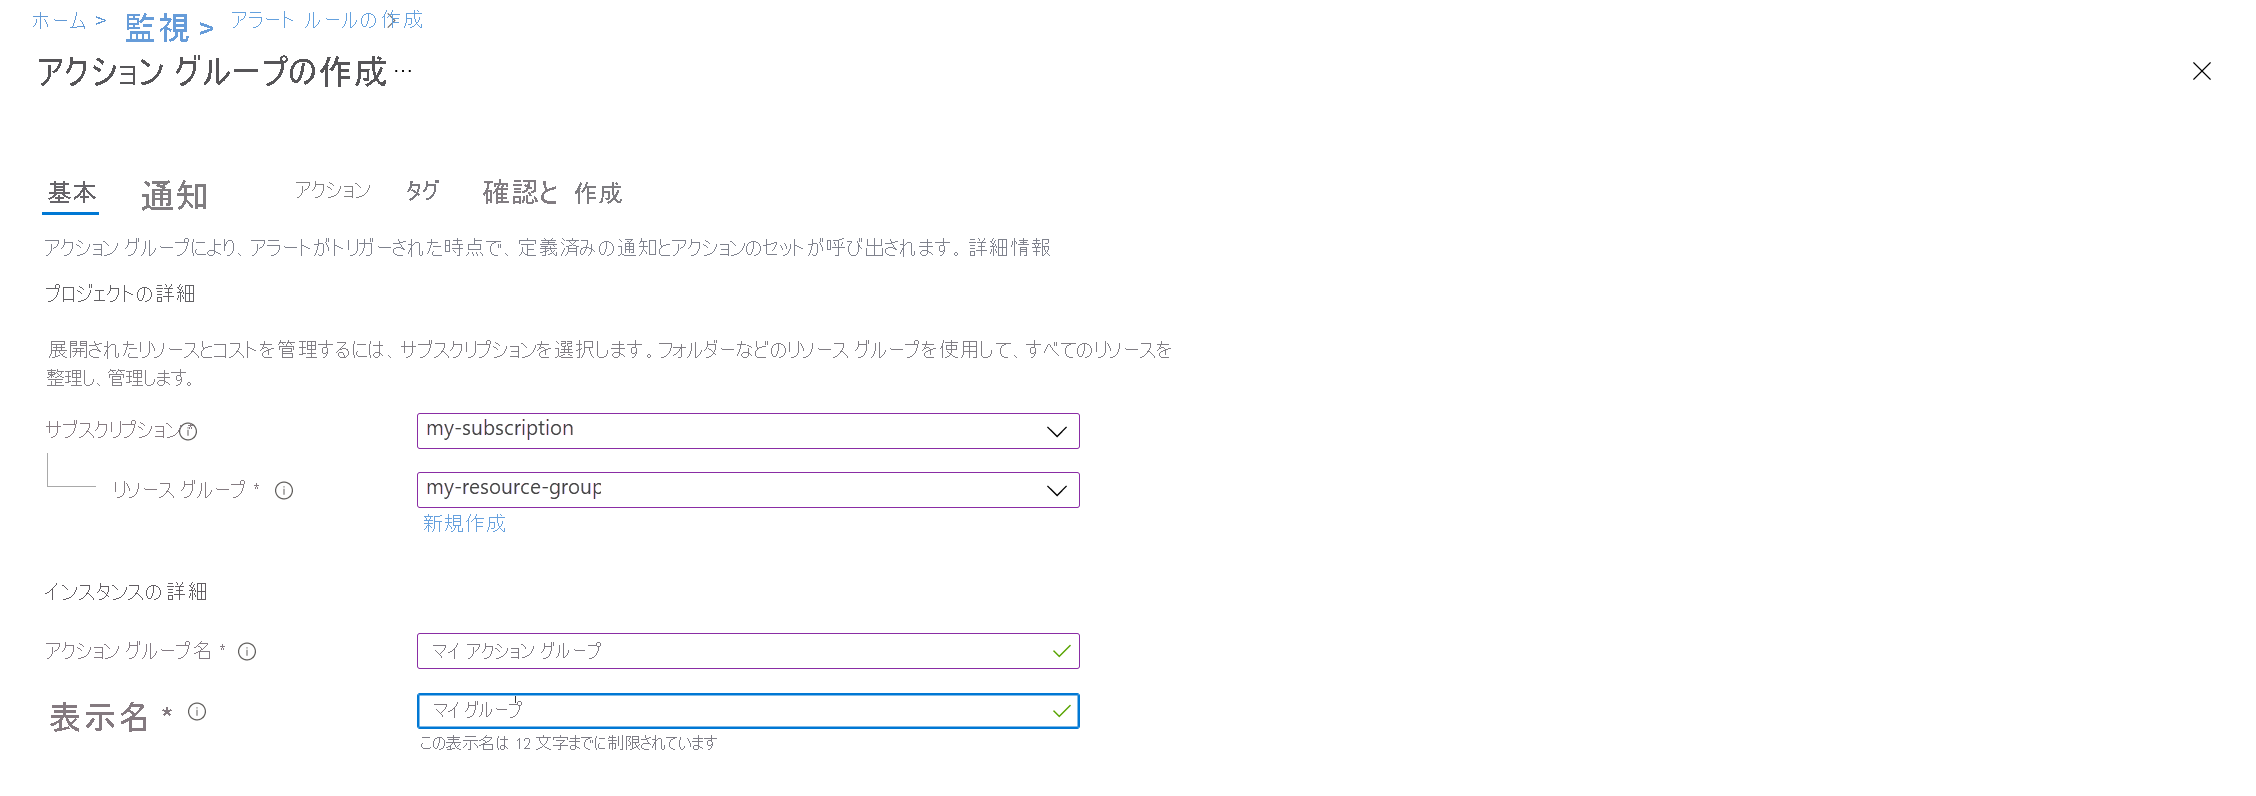 ホーム > 監視 > アラート ルールの作成
アクション グループの作成 ...
基本 通知 アクション タグ 確認と 作成
アクション グループにより、アラートがトリガーされた時点で、定義済みの通知とアクションのセットが呼び出されます。詳細情報
プロジェクトの詳細
展開されたリソースとコストを管理するには、サブスクリプションを選択します。フォルダーなどのリソース グループを使用して、すべてのリソースを
整理し、管理します。
サブスクリプション my-subscription
リソース グループ * my-resource-group
新規作成
インスタンスの詳細
アクション グループ名 * マイ アクション グループ
表示名 * マイ グループ
この表示名は 12 文字までに制限されています